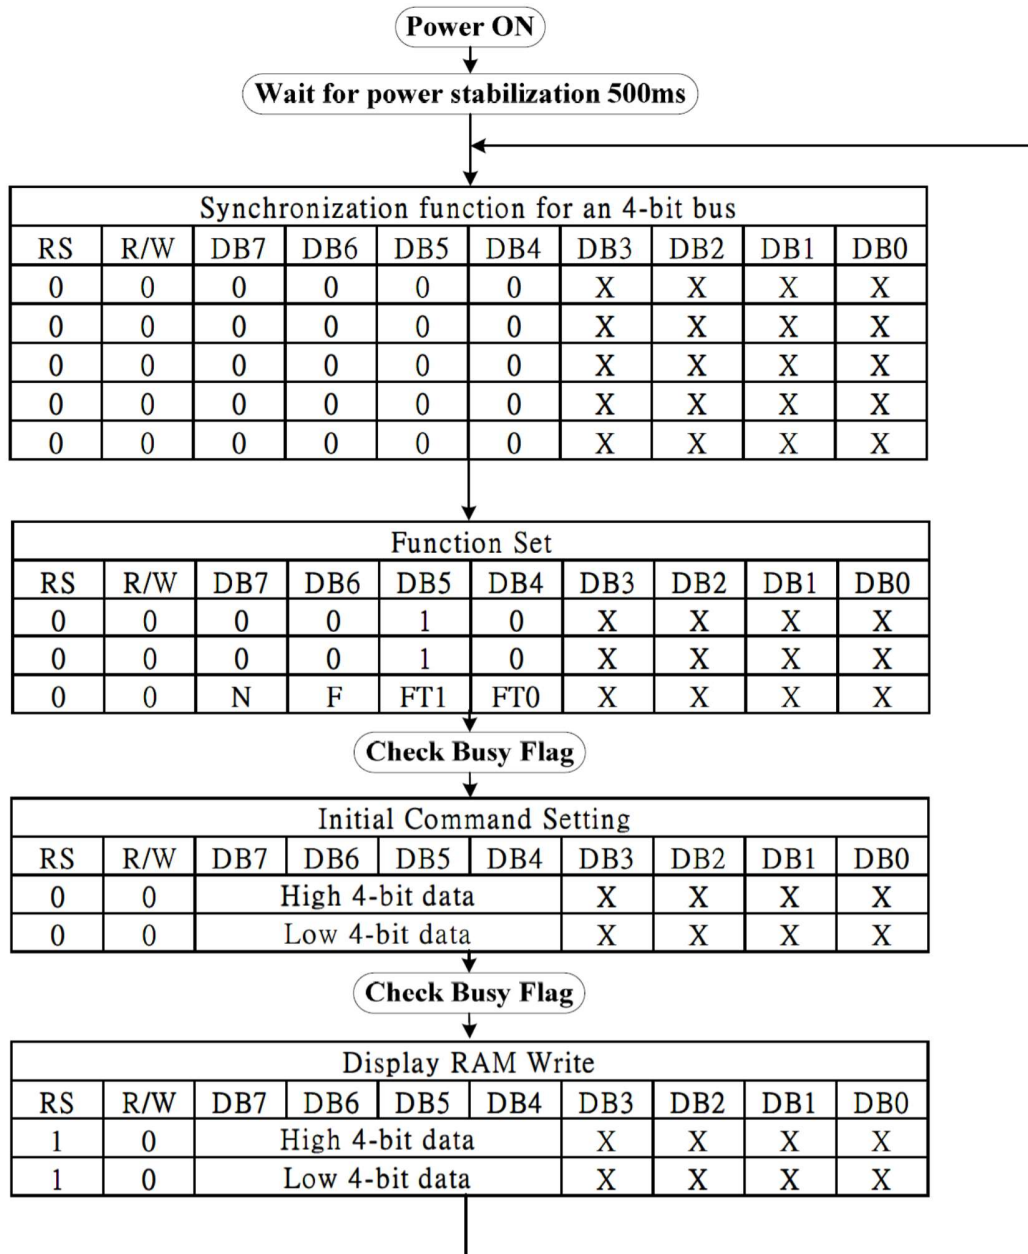 Power ON
Wait for power stabilization 500ms
Synchronization function for an 4-bit bus
RS R/W DB7 DB6 DB5 DB4 DB3 DB2 DB1 DB0
0 0 0 0 0 0 X X X X
0 0 0 0 0 0 X X X X
0 0 0 0 0 0 X X X X
0 0 0 0 0 0 X X X X
0 0 0 0 0 0 X X X X
Function Set
RS R/W DB7 DB6 DB5 DB4 DB3 DB2 DB1 DB0
0 0 0 0 1 0 X X X X
0 0 0 0 1 0 X X X X
0 0 N F FT1 FT0 X X X X
Check Busy Flag
Initial Command Setting
RS R/W DB7 DB6 DB5 DB4 DB3 DB2 DB1 DB0
0 0 High 4-bit data X X X X
0 0 Low 4-bit data X X X X
Check Busy Flag
Display RAM Write
RS R/W DB7 DB6 DB5 DB4 DB3 DB2 DB1 DB0
1 0 High 4-bit data X X X X
1 0 Low 4-bit data X X X X